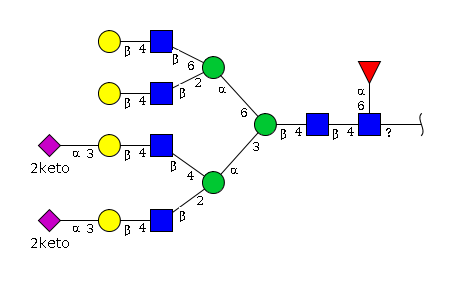 β 4 β 6
α
β 4 β 2 α 6
6 β 4 β 4 ?
3
α 3 β 4 β 4 α
2keto
2
α 3 β 4 β
2keto